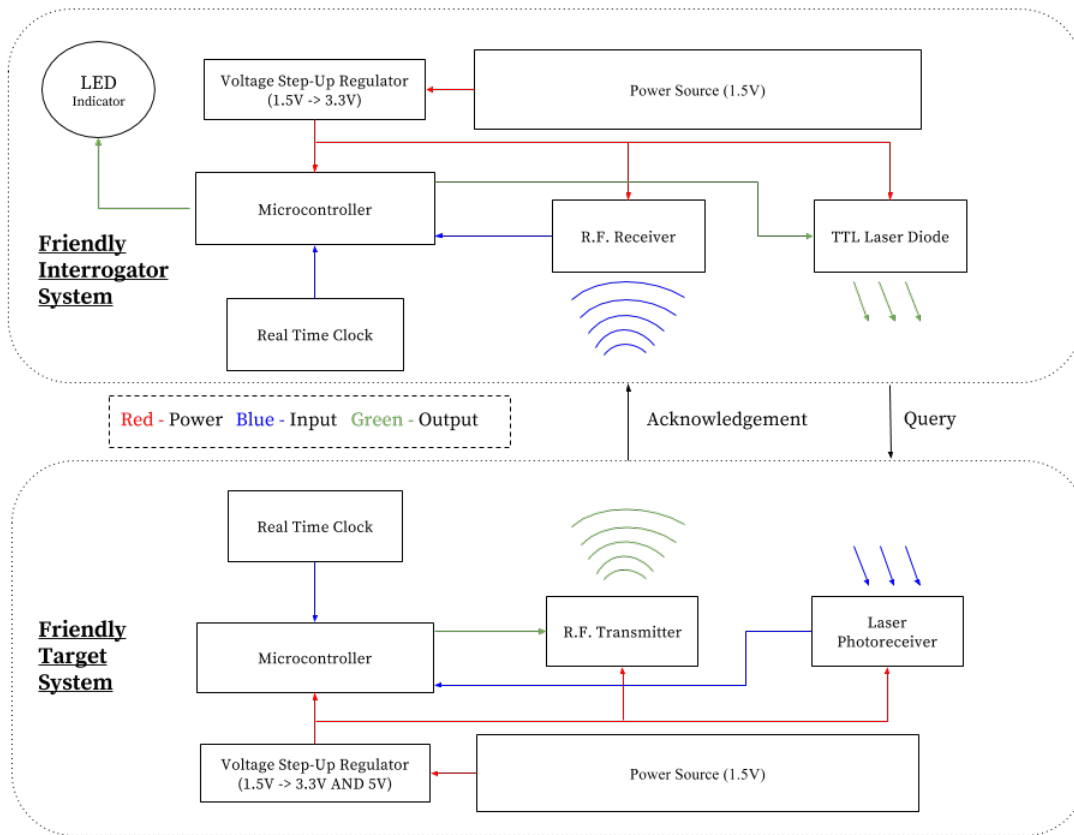 LED
Indicator
Voltage Step-Up Regulator
(1.5V -> 3.3V)
Power Source (1.5V)
Microcontroller
R.F. Receiver
TTL Laser Diode
Friendly
Interrogator
System
Real Time Clock
Red - Power Blue - Input Green - Output
Acknowledgement
Query
Real Time Clock
Friendly
Target
System
Microcontroller
R.F. Transmitter
Laser
Photoreceiver
Voltage Step-Up Regulator
(1.5V -> 3.3V AND 5V)
Power Source (1.5V)